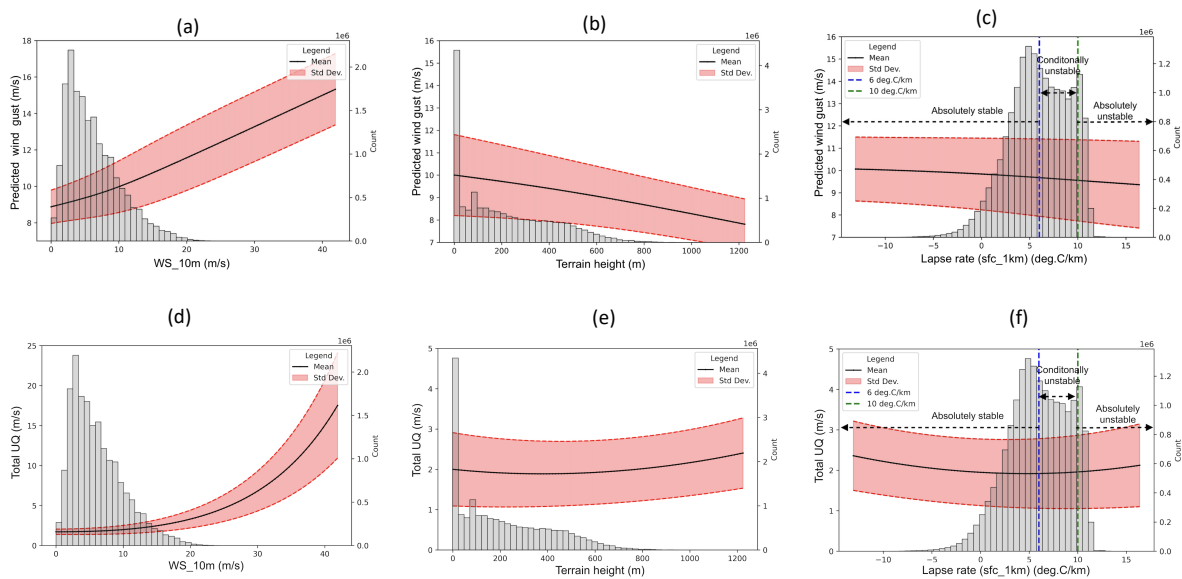 (a)
1e6
18
16
14
12
10
8
Predicted wind gust (m/s)
Legend
Mean
Std Dev.
2.0
1.5
1.0
0.5
0.0
Count
0
10
20
30
40
WS_10m (m/s)
(b)
1e6
16
15
14
13
12
11
10
9
8
7
Predicted wind gust (m/s)
Legend
Mean
Std Dev.
4
3
2
1
0
Count
0
200
400
600
800
1000
1200
Terrain height (m)
(c)
1e6
16
15
14
13
12
11
10
9
8
7
Predicted wind gust (m/s)
Legend
Mean
Std Dev.
6 deg.C/km
10 deg.C/km
Conditonally
unstable
Absolutely stable
Absolutely
unstable
1.2
1.0
0.8
0.6
0.4
0.2
0.0
Count
−10
−5
0
5
10
15
Lapse rate (sfc_1km) (deg.C/km)
(d)
1e6
25
20
15
10
5
0
Total UQ (m/s)
Legend
Mean
Std Dev.
2.0
1.5
1.0
0.5
0.0
Count
0
10
20
30
40
WS_10m (m/s)
(e)
1e6
5
4
3
2
1
0
Total UQ (m/s)
Legend
Mean
Std Dev.
4
3
2
1
0
Count
0
200
400
600
800
1000
1200
Terrain height (m)
(f)
1e6
5
4
3
2
1
0
Total UQ (m/s)
Legend
Mean
Std Dev.
6 deg.C/km
10 deg.C/km
Conditonally
unstable
Absolutely stable
Absolutely
unstable
1.2
1.0
0.8
0.6
0.4
0.2
0.0
Count
−10
−5
0
5
10
15
Lapse rate (sfc_1km) (deg.C/km)